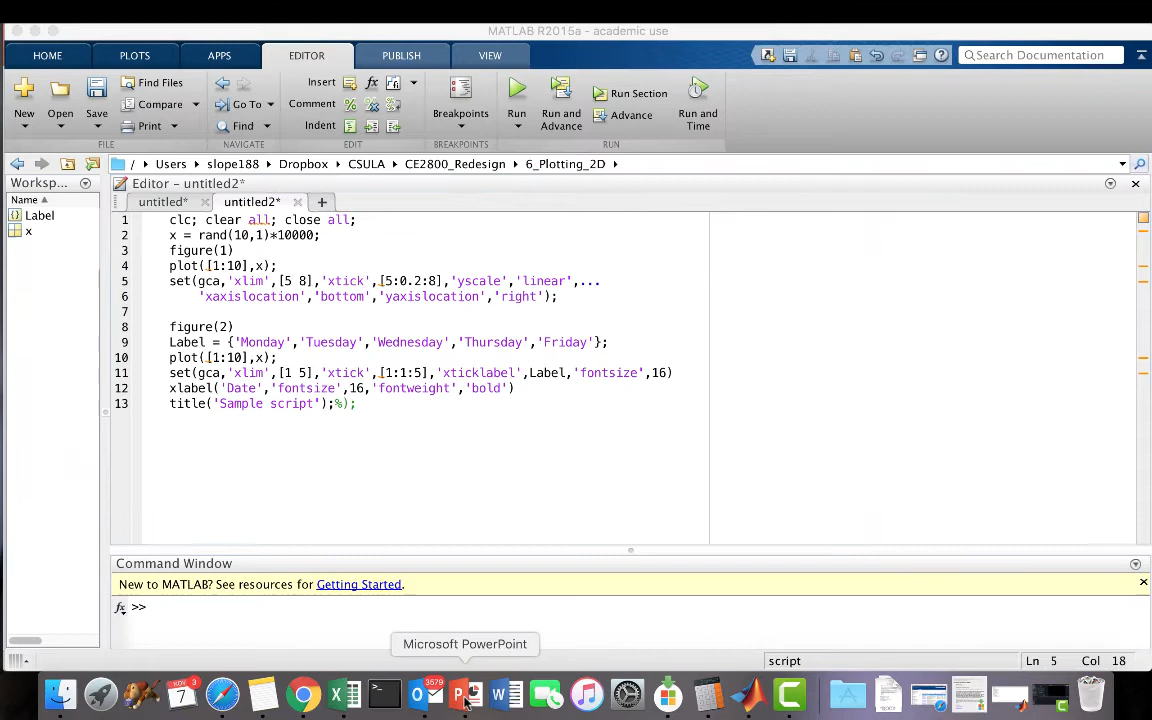 MATLAB R2015a - academic use
HOME PLOTS APPS EDITOR PUBLISH VIEW Search Documentation
New Open Save Find Files Compare Print
Go To Find
Insert Comment Indent
Breakpoints Run Run and Advance Run Section Advance Run and Time
FILE NAVIGATE EDIT BREAKPOINTS RUN
/ Users slope188 Dropbox CSULA CE2800_Redesign 6_Plotting_2D
Worksp...
Name
Label
x
Editor - untitled2*
untitled* untitled2*
1 clc; clear all; close all;
2 x = rand(10,1)*10000;
3 figure(1)
4 plot([1:10],x);
5 set(gca,'xlim',[5 8],'xtick',[5:0.2:8],'yscale','linear',...
6 'xaxislocation','bottom','yaxislocation','right');
7
8 figure(2)
9 Label = {'Monday','Tuesday','Wednesday','Thursday','Friday'};
10 plot([1:10],x);
11 set(gca,'xlim',[1 5],'xtick',[1:1:5],'xticklabel',Label,'fontsize',16)
12 xlabel('Date','fontsize',16,'fontweight','bold')
13 title('Sample script');%);
Command Window
New to MATLAB? See resources for Getting Started.
fx >>
Microsoft PowerPoint
script Ln 5 Col 18
7 3 3579